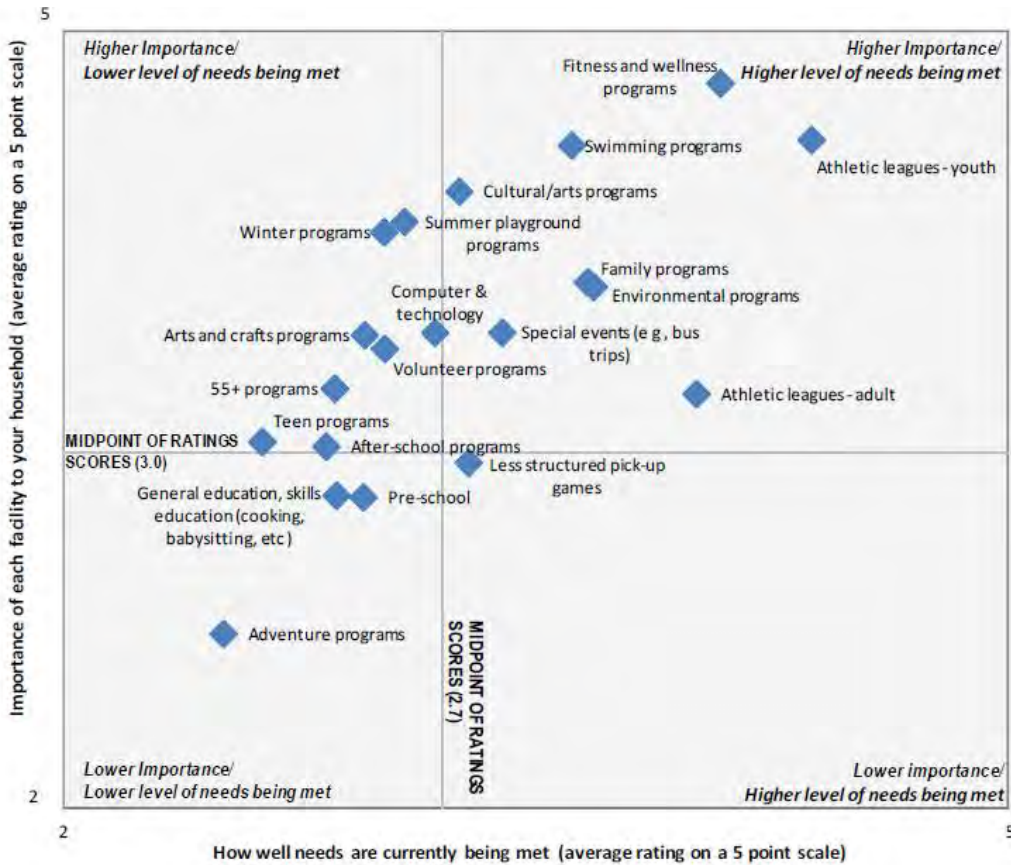 5
Higher Importance/
Lower level of needs being met
Higher Importance/
Higher level of needs being met
Fitness and wellness
programs
Swimming programs
Athletic leagues - youth
Cultural/arts programs
Winter programs
Summer playground
programs
Family programs
Environmental programs
Computer &
technology
Arts and crafts programs
Special events (e g , bus
trips)
Volunteer programs
55+ programs
Athletic leagues - adult
Teen programs
MIDPOINT OF RATINGS
SCORES (3.0)
After-school programs
Less structured pick-up
games
General education, skills
education (cooking,
babysitting, etc )
Pre-school
Adventure programs
MIDPOINT OF RATINGS
SCORES (2.7)
Lower Importance/
Lower level of needs being met
Lower importance/
Higher level of needs being met
2
2
5
How well needs are currently being met (average rating on a 5 point scale)
Importance of each facility to your household (average rating on a 5 point scale)